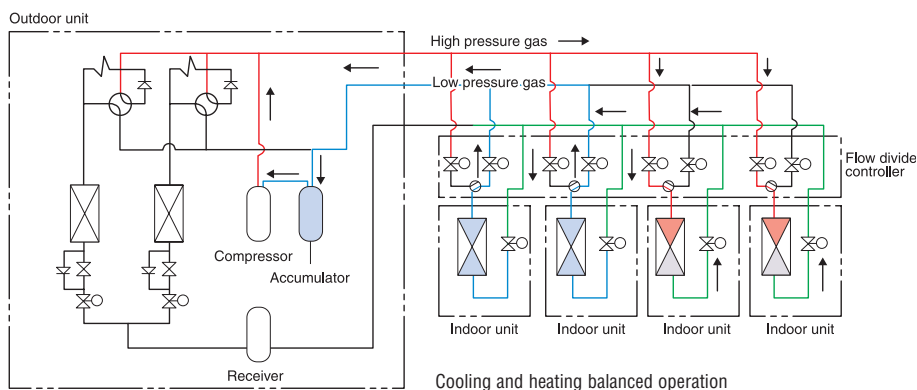 Outdoor unit
High pressure gas
Low pressure gas
Flow divide
controller
Compressor
Accumulator
Indoor unit
Indoor unit
Indoor unit
Indoor unit
Receiver
Cooling and heating balanced operation